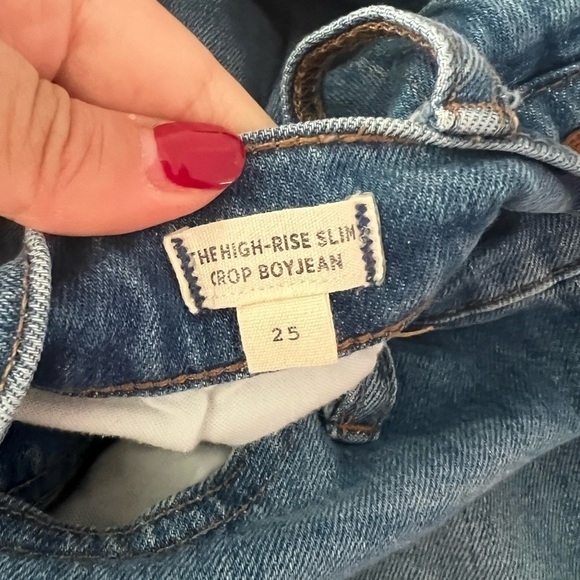 THE HIGH-RISE SLIM
CROP BOYJEAN
25